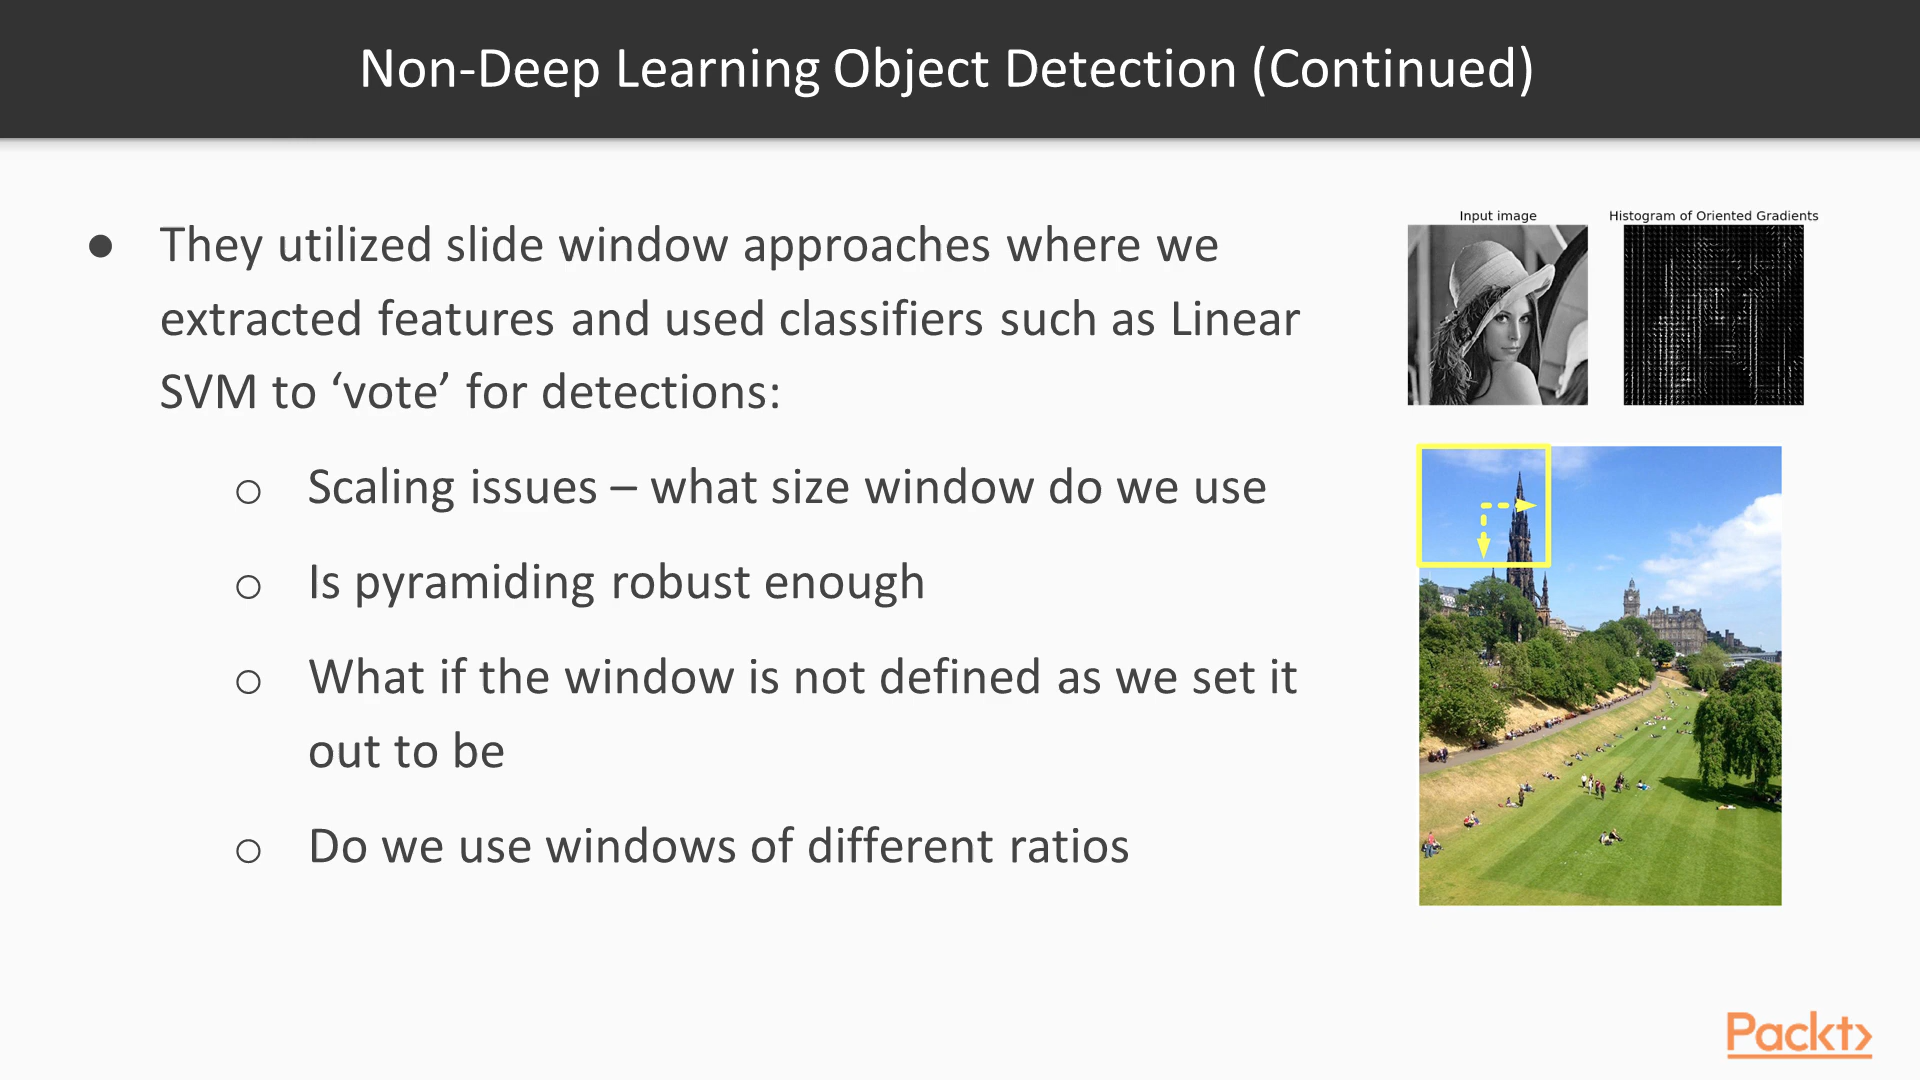 Non-Deep Learning Object Detection (Continued)
● They utilized slide window approaches where we
extracted features and used classifiers such as Linear
SVM to ‘vote’ for detections:
○ Scaling issues – what size window do we use
○ Is pyramiding robust enough
○ What if the window is not defined as we set it
out to be
○ Do we use windows of different ratios
Input image
Histogram of Oriented Gradients
Packt>